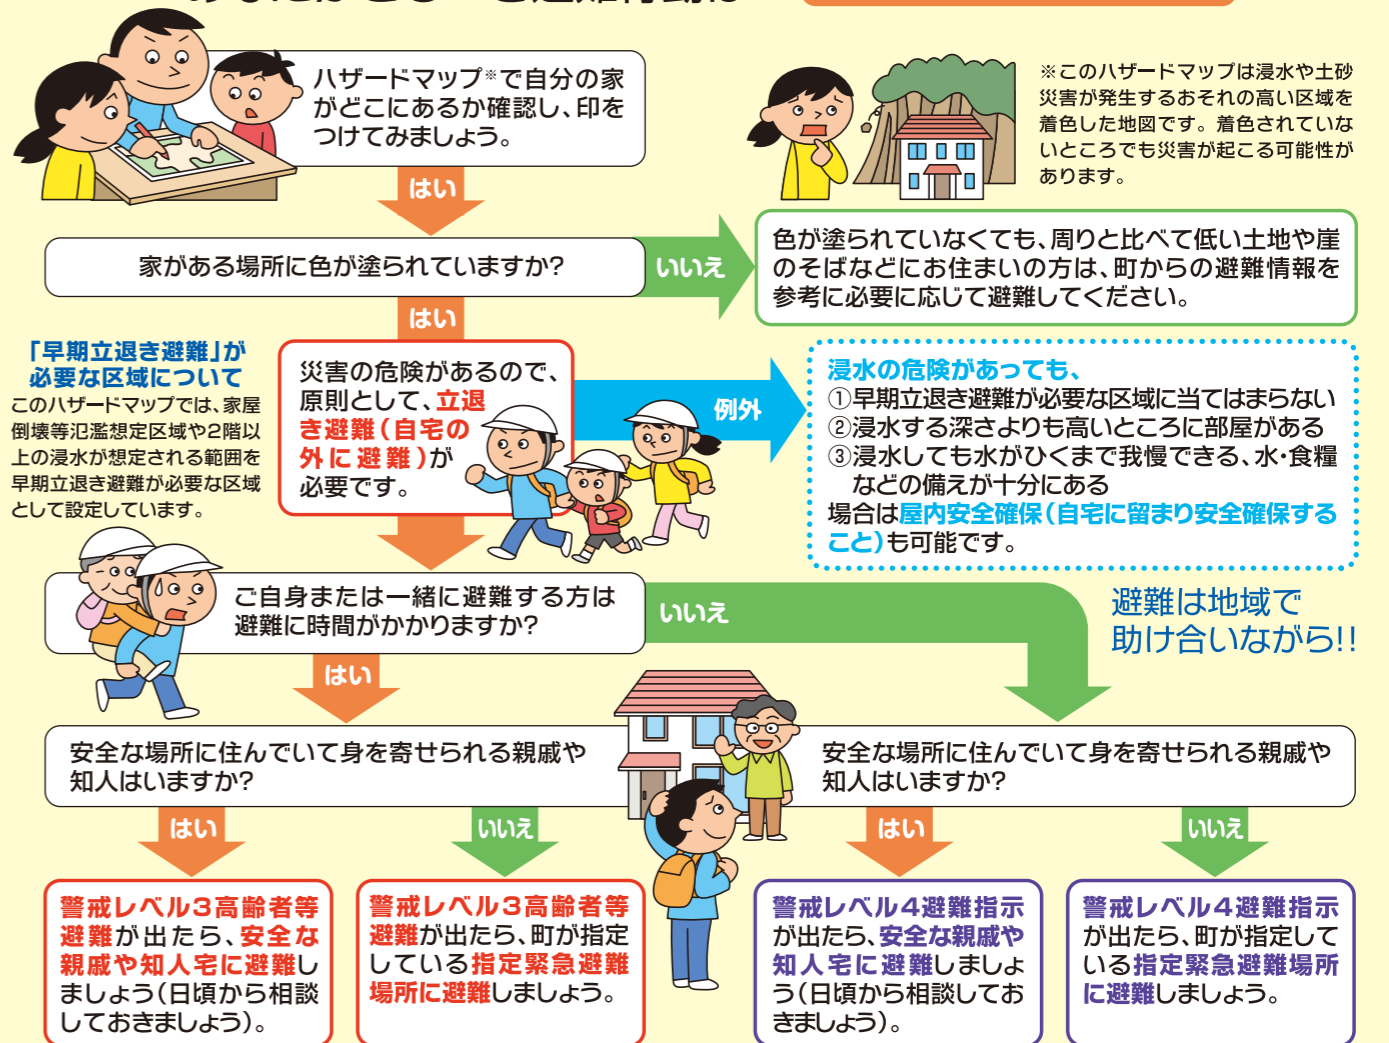 ハザードマップ※で自分の家
がどこにあるか確認し、印を
つけてみましょう。
※このハザードマップは浸水や土砂
災害が発生するおそれの高い区域を
着色した地図です。着色されていな
いところでも災害が起こる可能性が
あります。
はい
家がある場所に色が塗られていますか?
いいえ
色が塗られていなくても、周りと比べて低い土地や崖
のそばなどにお住まいの方は、町からの避難情報を
参考に必要に応じて避難してください。
はい
「早期立退き避難」が
必要な区域について
このハザードマップでは、家屋
倒壊等氾濫想定区域や2階以
上の浸水が想定される範囲を
早期立退き避難が必要な区域
として設定しています。
災害の危険があるので、
原則として、立退
き避難(自宅の
外に避難)が
必要です。
例外
浸水の危険があっても、
①早期立退き避難が必要な区域に当てはまらない
②浸水する深さよりも高いところに部屋がある
③浸水しても水がひくまで我慢できる、水・食糧
などの備えが十分にある
場合は屋内安全確保(自宅に留まり安全確保する
こと)も可能です。
ご自身または一緒に避難する方は
避難に時間がかかりますか?
いいえ
避難は地域で
助け合いながら!!
はい
安全な場所に住んでいて身を寄せられる親戚や
知人はいますか?
安全な場所に住んでいて身を寄せられる親戚や
知人はいますか?
はい
いいえ
はい
いいえ
警戒レベル3高齢者等
避難が出たら、安全な
親戚や知人宅に避難し
ましょう(日頃から相談
しておきましょう)。
警戒レベル3高齢者等
避難が出たら、町が指定
している指定緊急避難
場所に避難しましょう。
警戒レベル4避難指示
が出たら、安全な親戚や
知人宅に避難しましょ
う(日頃から相談してお
きましょう)。
警戒レベル4避難指示
が出たら、町が指定して
いる指定緊急避難場所
に避難しましょう。